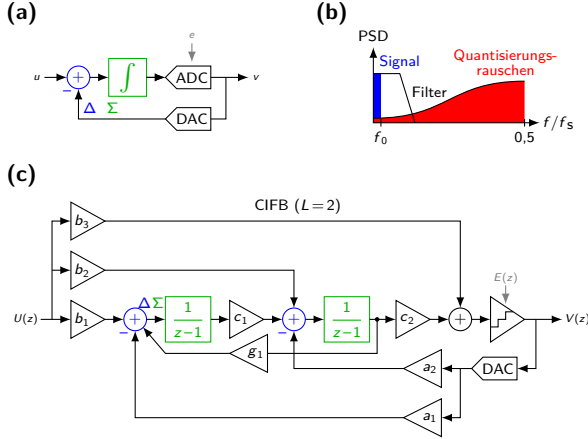 (a)
e
u
∫
ADC
v
−
Δ Σ
DAC
(b)
PSD
Signal
Quantisierungs-
rauschen
Filter
f/fs
f0
0,5
(c)
CIFB (L=2)
b3
b2
E(z)
U(z)
b1
Δ Σ
1
z−1
c1
1
z−1
c2
V(z)
−
−
g1
a2
DAC
a1